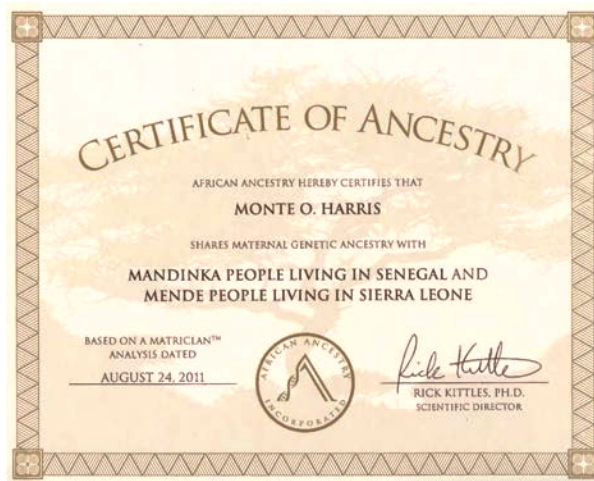 CERTIFICATE OF ANCESTRY
AFRICAN ANCESTRY HEREBY CERTIFIES THAT
MONTE O. HARRIS
SHARES MATERNAL GENETIC ANCESTRY WITH
MANDINKA PEOPLE LIVING IN SENEGAL AND
MENDE PEOPLE LIVING IN SIERRA LEONE
BASED ON A MATRICLAN™
ANALYSIS DATED
AUGUST 24, 2011
AFRICAN ANCESTRY
INCORPORATED
Rick Kittles
RICK KITTLES, PH.D.
SCIENTIFIC DIRECTOR